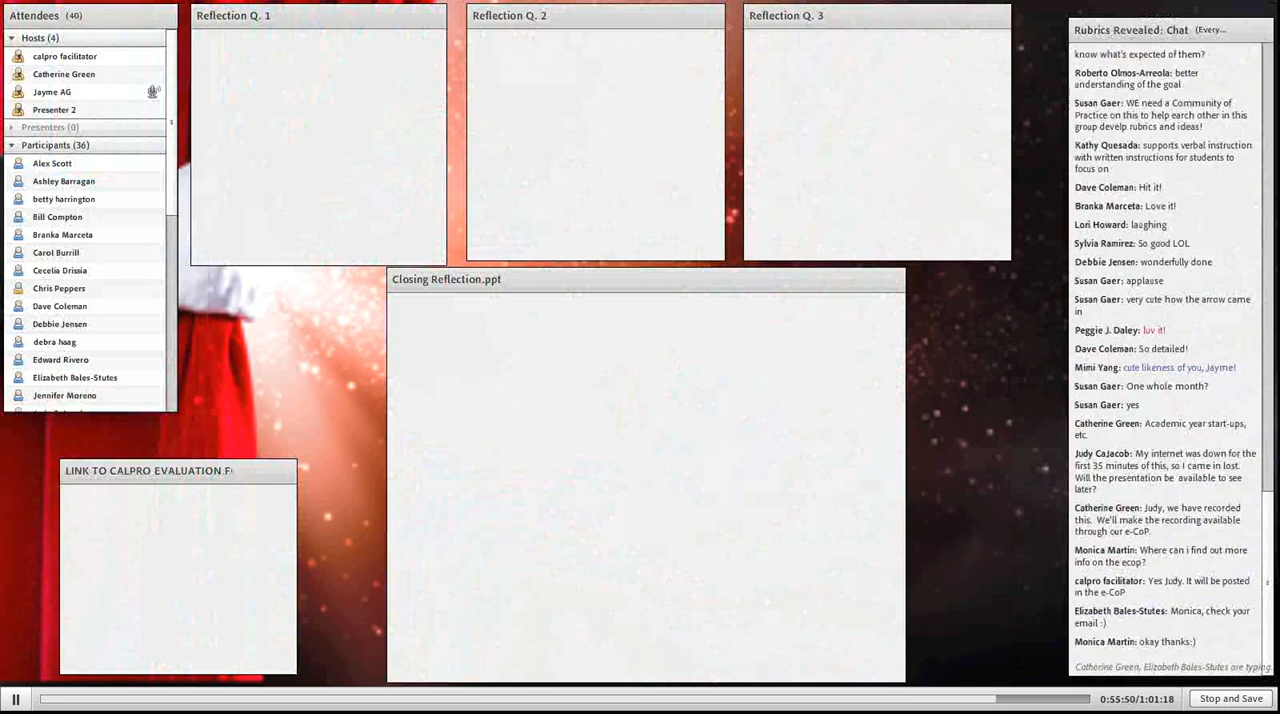 Attendees (40)
Hosts (4)
calpro facilitator
Catherine Green
Jayme AG
Presenter 2
Presenters (0)
Participants (36)
Alex Scott
Ashley Barragan
betty harrington
Bill Compton
Branka Marceta
Carol Burrill
Cecelia Drissia
Chris Peppers
Dave Coleman
Debbie Jensen
debra haag
Edward Rivero
Elizabeth Bales-Stutes
Jennifer Moreno
Reflection Q. 1
Reflection Q. 2
Reflection Q. 3
Closing Reflection.ppt
LINK TO CALPRO EVALUATION F
Rubrics Revealed: Chat (Every...
know what's expected of them?
Roberto Olmos-Arreola: better
understanding of the goal
Susan Gaer: WE need a Community of
Practice on this to help earch other in this
group develp rubrics and ideas!
Kathy Quesada: supports verbal instruction
with written instructions for students to
focus on
Dave Coleman: Hit it!
Branka Marceta: Love it!
Lori Howard: laughing
Sylvia Ramirez: So good LOL
Debbie Jensen: wonderfully done
Susan Gaer: applause
Susan Gaer: very cute how the arrow came
in
Peggie J. Daley: luv it!
Dave Coleman: So detailed!
Mimi Yang: cute likeness of you, Jayme!
Susan Gaer: One whole month?
Susan Gaer: yes
Catherine Green: Academic year start-ups,
etc.
Judy CaJacob: My internet was down for the
first 35 minutes of this, so I came in lost.
Will the presentation be available to see
later?
Catherine Green: Judy, we have recorded
this. We'll make the recording available
through our e-CoP.
Monica Martin: Where can i find out more
info on the ecop?
calpro facilitator: Yes Judy. It will be posted
in the e-CoP
Elizabeth Bales-Stutes: Monica, check your
email :)
Monica Martin: okay thanks:)
Catherine Green, Elizabeth Bales-Stutes are typing.
0:55:50/1:01:18
Stop and Save